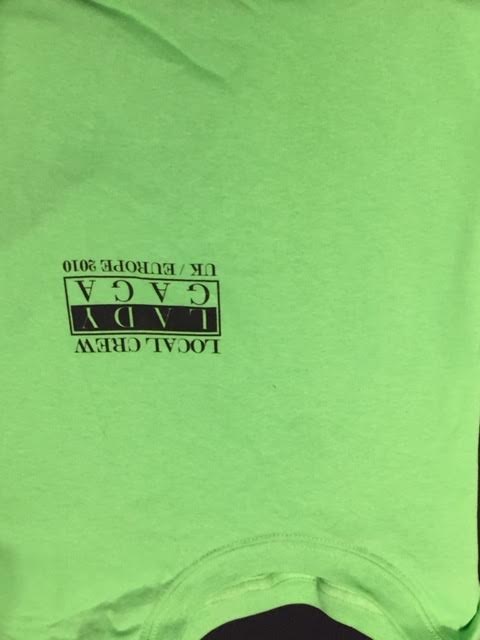 LOCAL CREW
LADY
GAGA
UK / EUROPE 2010